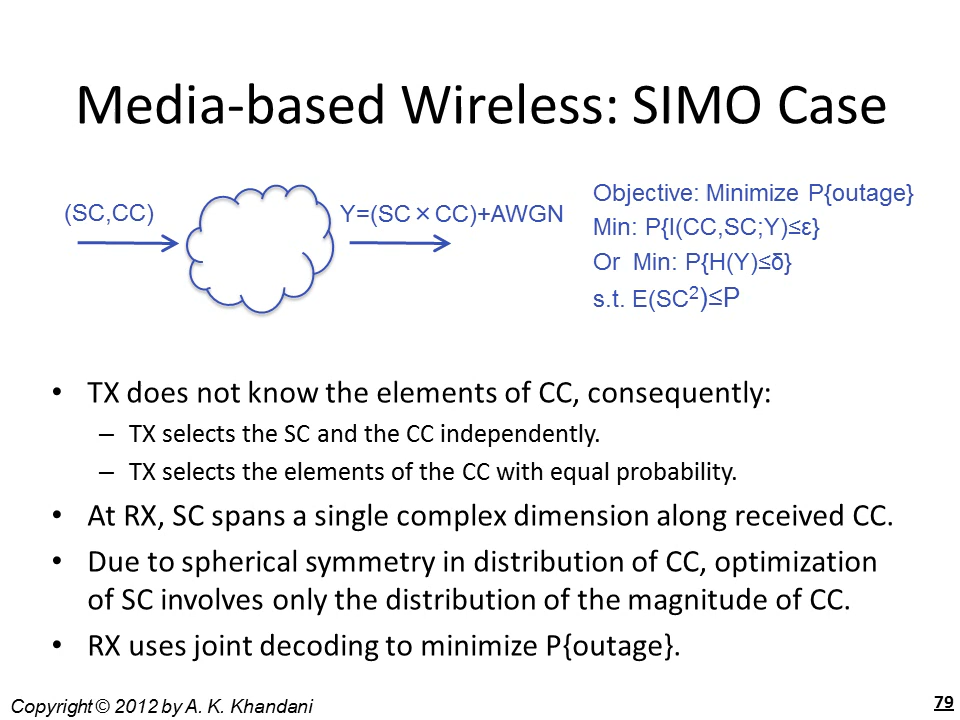 Media-based Wireless: SIMO Case
(SC,CC)
Y=(SC×CC)+AWGN
Objective: Minimize P{outage}
Min: P{I(CC,SC;Y)≤ε}
Or Min: P{H(Y)≤δ}
s.t. E(SC²)≤P
• TX does not know the elements of CC, consequently:
– TX selects the SC and the CC independently.
– TX selects the elements of the CC with equal probability.
• At RX, SC spans a single complex dimension along received CC.
• Due to spherical symmetry in distribution of CC, optimization
of SC involves only the distribution of the magnitude of CC.
• RX uses joint decoding to minimize P{outage}.
Copyright © 2012 by A. K. Khandani
79